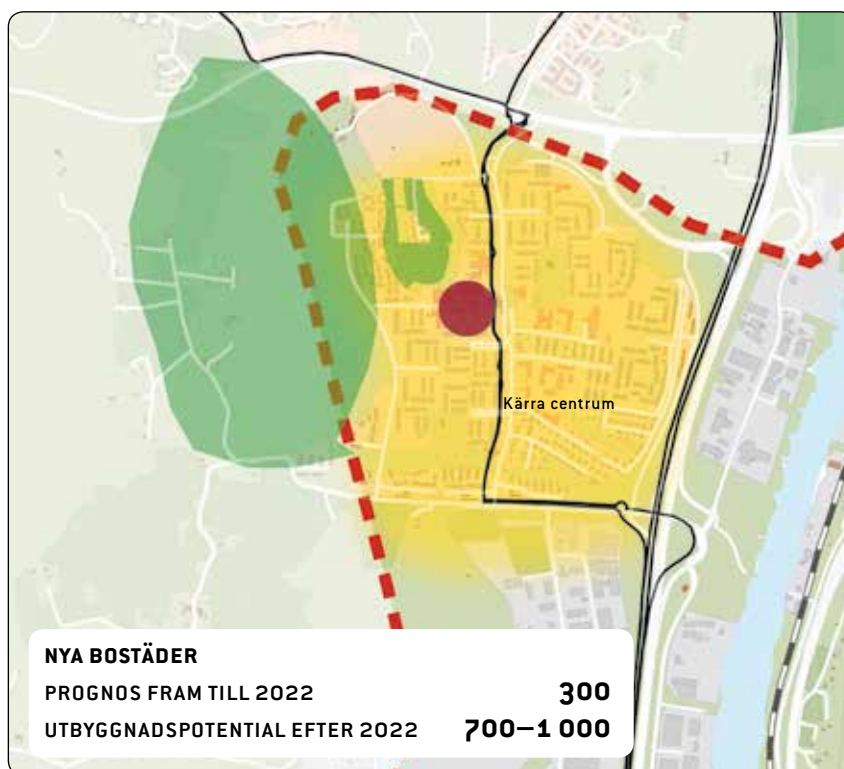 Kärra centrum
NYA BOSTÄDER
PROGNOS FRAM TILL 2022 300
UTBYGGNADSPOTENTIAL EFTER 2022 700–1 000